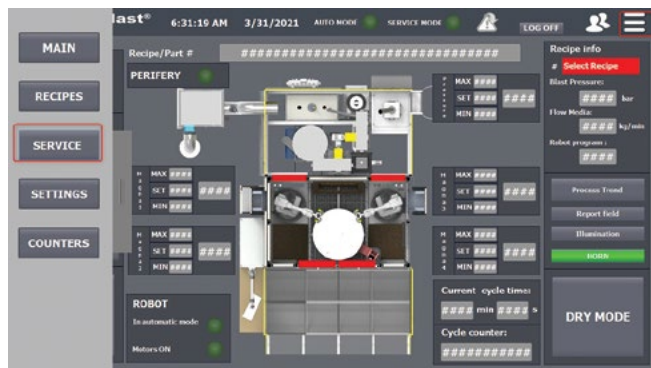 last®
6:31:19 AM
3/31/2021
AUTO MODE
SERVICE MODE
LOG OFF
MAIN
RECIPES
SERVICE
SETTINGS
COUNTERS
Recipe/Part #
################################
PERIFERY
MAX ####
SET ####
MIN ####
####
MAX ####
SET ####
MIN ####
####
MAX ####
SET ####
MIN ####
####
MAX ####
SET ####
MIN ####
####
MAX ####
SET ####
MIN ####
####
ROBOT
In automatic mode
Motors ON
Current cycle time:
#### min #### s
Cycle counter:
###########
Recipe info
# Select Recipe
Blast Pressure:
#### bar
Flow Media:
#### kg/min
Robot program :
####
Process Trend
Report field
Illumination
HORN
DRY MODE